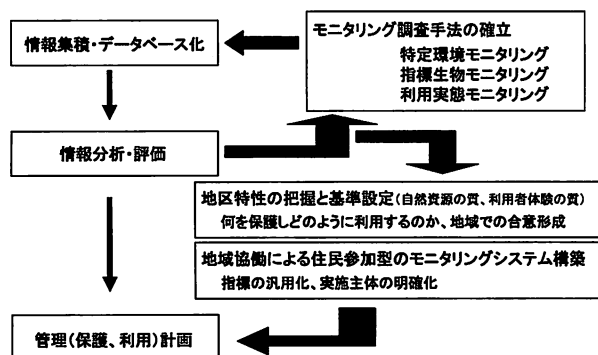 情報集積・データベース化
モニタリング調査手法の確立
特定環境モニタリング
指標生物モニタリング
利用実態モニタリング
情報分析・評価
地区特性の把握と基準設定(自然資源の質、利用者体験の質)
何を保護しどのように利用するのか、地域での合意形成
地域協働による住民参加型のモニタリングシステム構築
指標の汎用化、実施主体の明確化
管理(保護、利用)計画